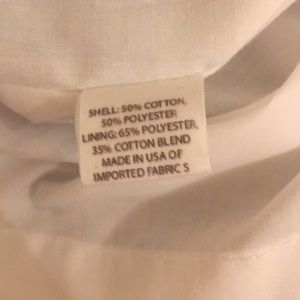 SHELL: 50% COTTON,
50% POLYESTER
LINING: 65% POLYESTER,
35% COTTON BLEND
MADE IN USA OF
IMPORTED FABRIC S